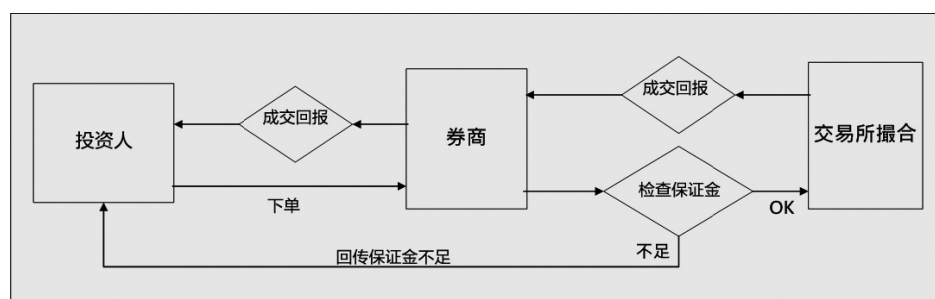 成交回报
成交回报
投资人
券商
交易所撮合
检查保证金
下单
OK
不足
回传保证金不足